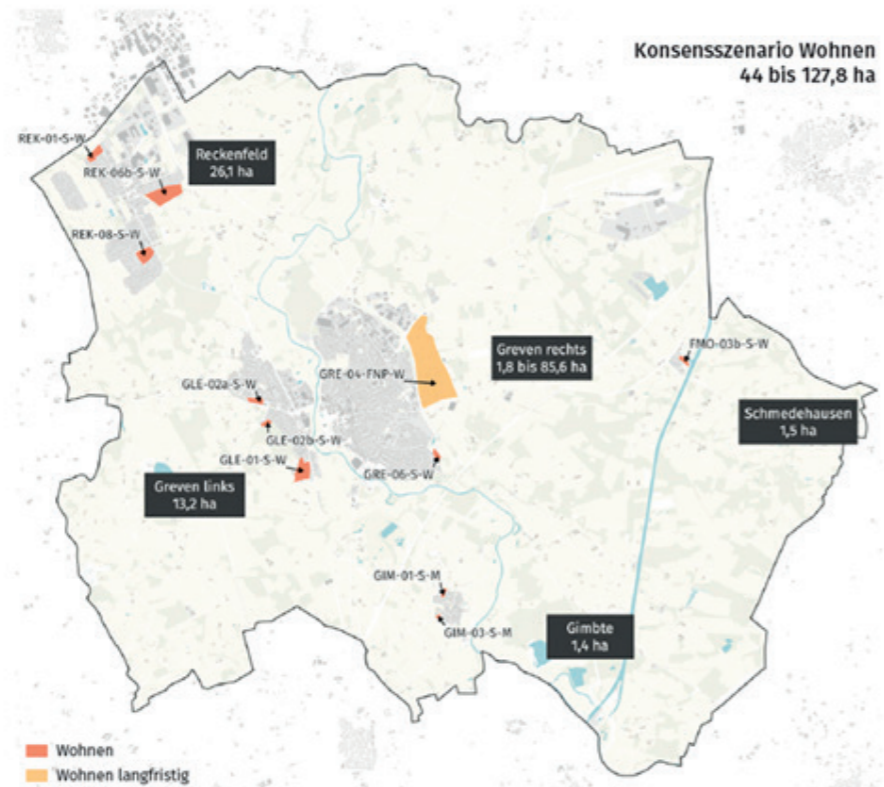 Konsensszenario Wohnen
44 bis 127,8 ha
REK-01-S-W
Reckenfeld
26,1 ha
REK-06b-S-W
REK-08-S-W
Greven rechts
1,8 bis 85,6 ha
FMO-03b-S-W
GRE-04-FNP-W
GLE-02a-S-W
Schmedehausen
1,5 ha
GLE-02b-S-W
GLE-01-S-W
GRE-06-S-W
Greven links
13,2 ha
GIM-01-S-M
GIM-03-S-M
Gimbte
1,4 ha
Wohnen
Wohnen langfristig